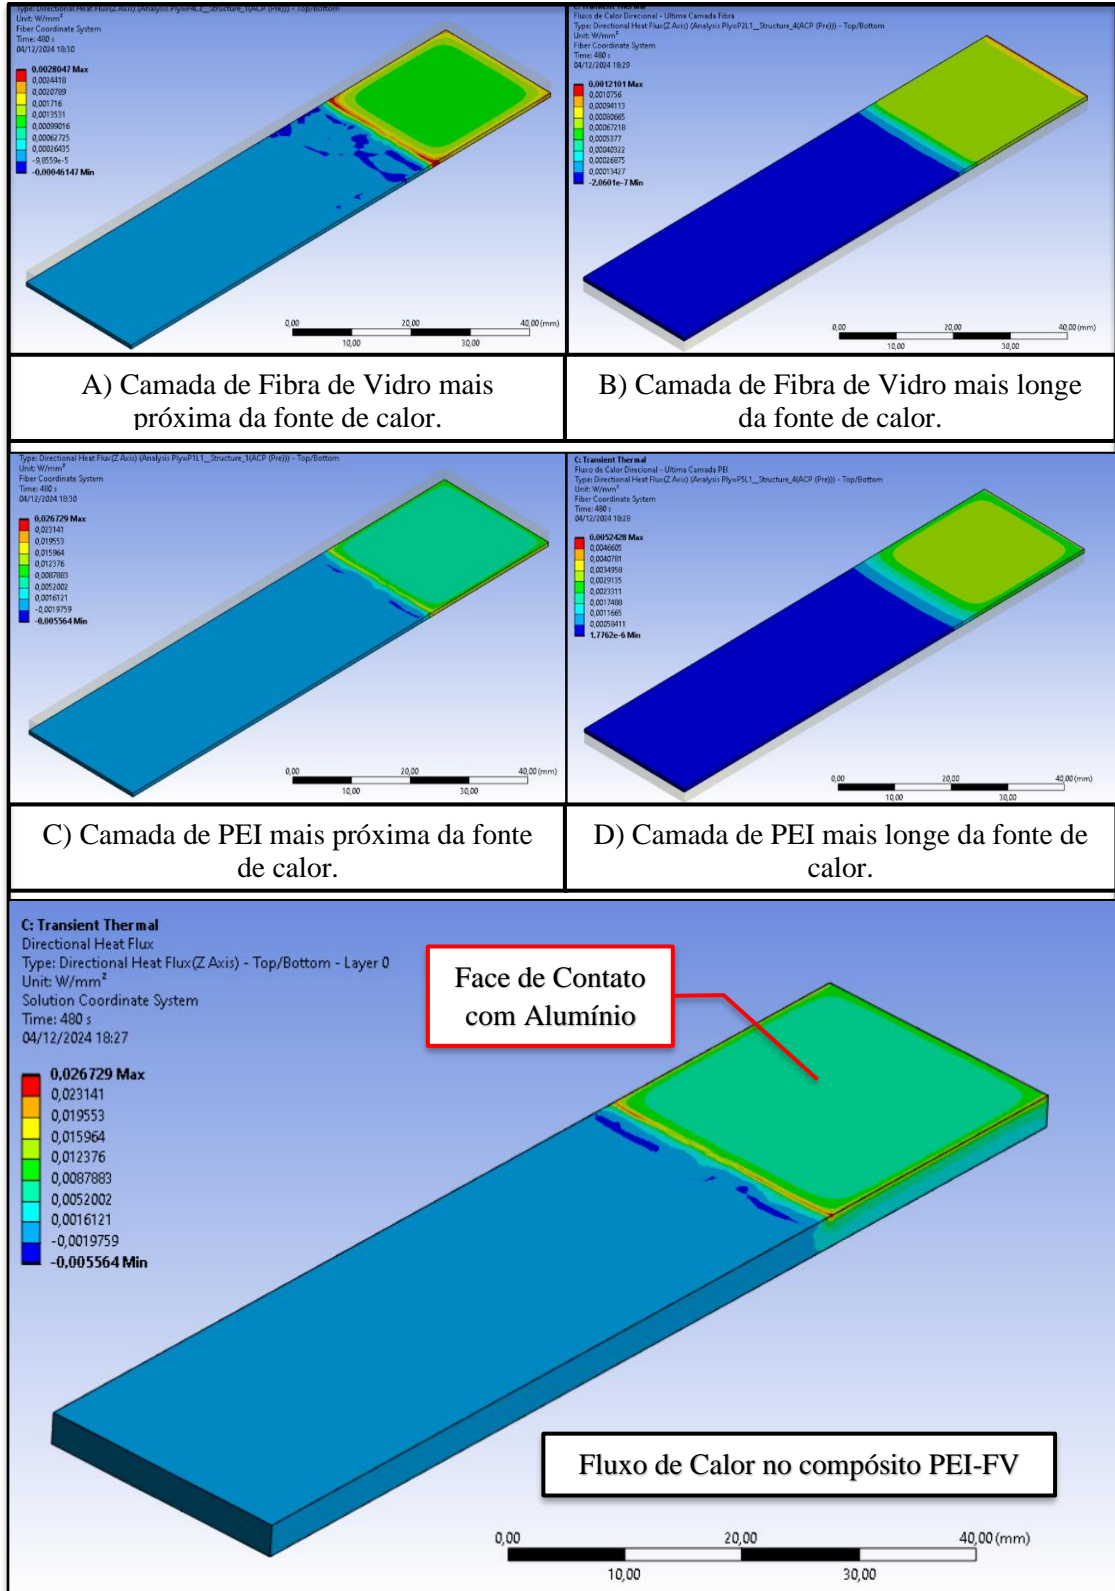 Type: Directional Heat Flux(Z Axis) (Analysis Ply=P4L2__Structure_1(ACP (Pre))) - Top/Bottom
Unit: W/mm²
Fiber Coordinate System
Time: 480 s
04/12/2024 18:30
0,0028047 Max
0,0024418
0,0020789
0,001716
0,0013531
0,00099016
0,00062725
0,00026435
-9,8559e-5
-0,00046147 Min
0,00
20,00
40,00 (mm)
10,00
30,00
C: Transient Thermal
Fluxo de Calor Direcional - Ultima Camada Fibra
Type: Directional Heat Flux(Z Axis) (Analysis Ply=P2L1__Structure_4(ACP (Pre))) - Top/Bottom
Unit: W/mm²
Fiber Coordinate System
Time: 480 s
04/12/2024 18:29
0,0012101 Max
0,0010756
0,00094113
0,00080665
0,00067218
0,0005377
0,00040322
0,00026875
0,00013427
-2,0601e-7 Min
0,00
20,00
40,00 (mm)
10,00
30,00
A) Camada de Fibra de Vidro mais
próxima da fonte de calor.
B) Camada de Fibra de Vidro mais longe
da fonte de calor.
Type: Directional Heat Flux(Z Axis) (Analysis Ply=P1L1__Structure_1(ACP (Pre))) - Top/Bottom
Unit: W/mm²
Fiber Coordinate System
Time: 480 s
04/12/2024 18:30
0,026729 Max
0,023141
0,019553
0,015964
0,012376
0,0087883
0,0052002
0,0016121
-0,0019759
-0,005564 Min
0,00
20,00
40,00 (mm)
10,00
30,00
C: Transient Thermal
Fluxo de Calor Direcional - Ultima Camada PEI
Type: Directional Heat Flux(Z Axis) (Analysis Ply=P5L1__Structure_4(ACP (Pre))) - Top/Bottom
Unit: W/mm²
Fiber Coordinate System
Time: 480 s
04/12/2024 18:28
0,0052428 Max
0,0046605
0,0040781
0,0034958
0,0029135
0,0023311
0,0017488
0,0011665
0,00058411
1,7762e-6 Min
0,00
20,00
40,00 (mm)
10,00
30,00
C) Camada de PEI mais próxima da fonte
de calor.
D) Camada de PEI mais longe da fonte de
calor.
C: Transient Thermal
Directional Heat Flux
Type: Directional Heat Flux(Z Axis) - Top/Bottom - Layer 0
Unit: W/mm²
Solution Coordinate System
Time: 480 s
04/12/2024 18:27
0,026729 Max
0,023141
0,019553
0,015964
0,012376
0,0087883
0,0052002
0,0016121
-0,0019759
-0,005564 Min
Face de Contato
com Alumínio
Fluxo de Calor no compósito PEI-FV
0,00
20,00
40,00 (mm)
10,00
30,00